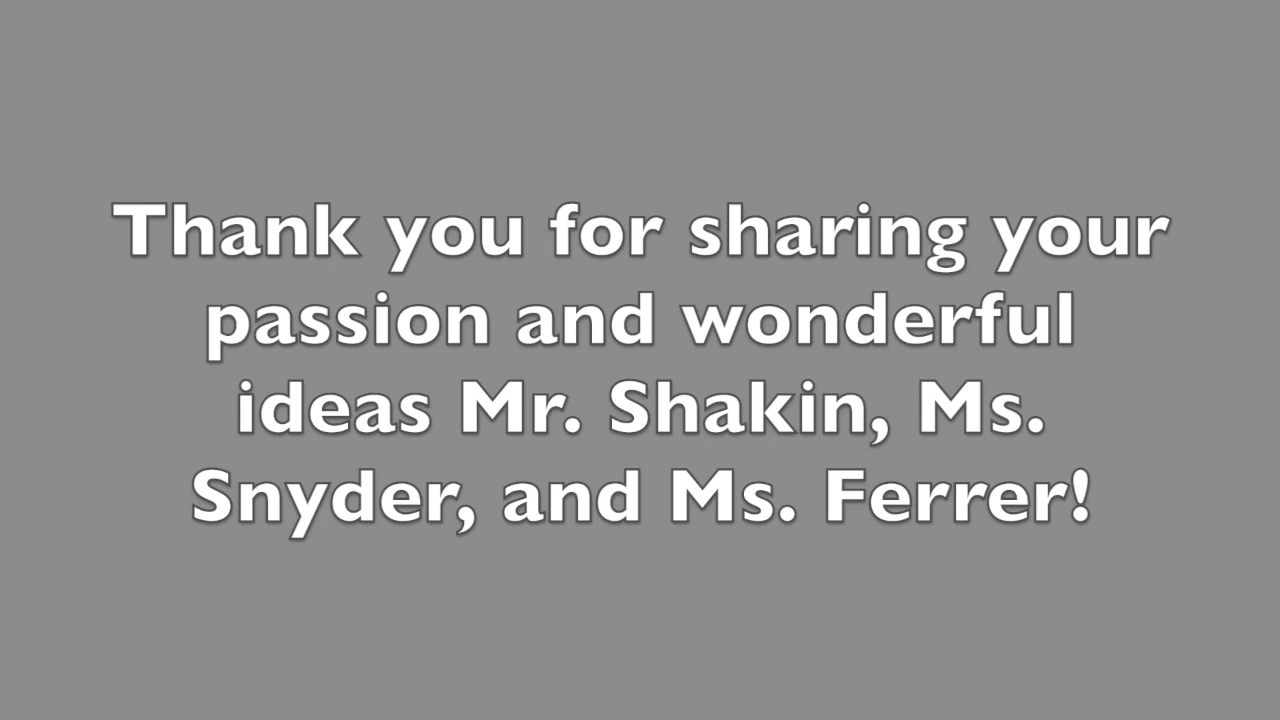 Thank you for sharing your
passion and wonderful
ideas Mr. Shakin, Ms.
Snyder, and Ms. Ferrer!